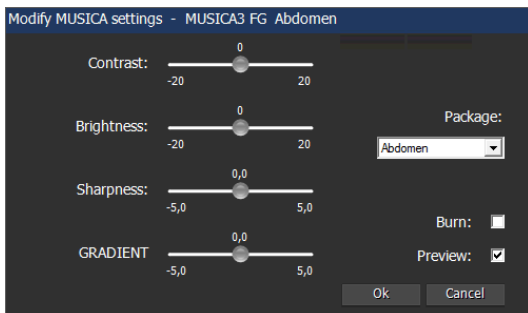 Modify MUSICA settings - MUSICA3 FG Abdomen
Contrast:
0
-20
20
Brightness:
0
-20
20
Package:
Abdomen
Sharpness:
0,0
-5,0
5,0
Burn:
GRADIENT
0,0
-5,0
5,0
Preview:
Ok
Cancel